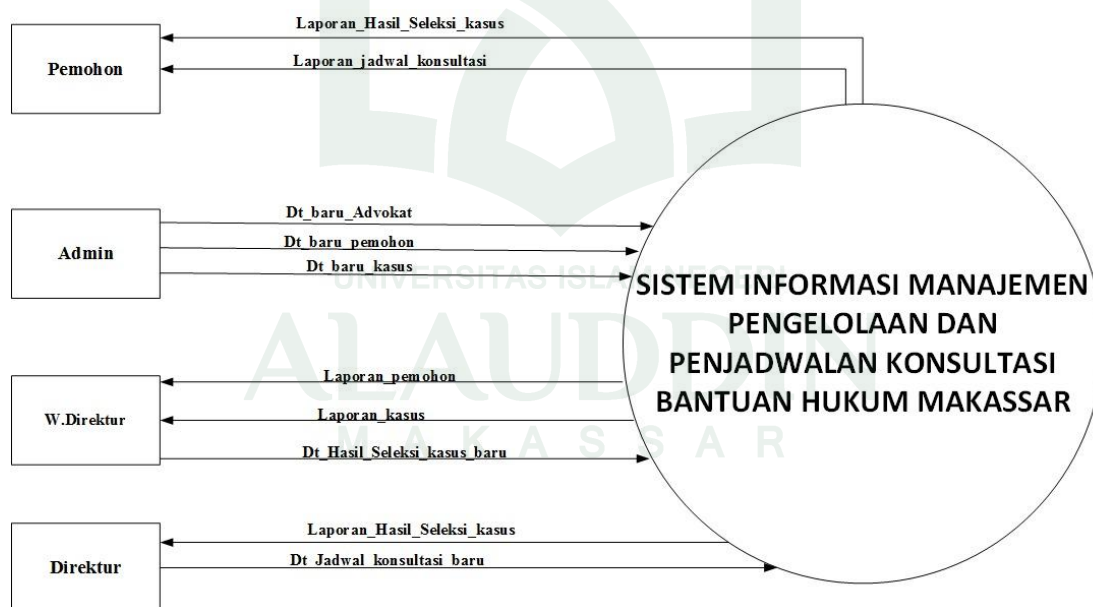 Laporan_Hasil_Seleksi_kasus
Pemohon
Laporan_jadwal_konsultasi
Dt_baru_Advokat
Admin
Dt_baru_pemohon
Dt_baru_kasus
UNIVERSITAS ISLAM NEGERI
SISTEM INFORMASI MANAJEMEN
PENGELOLAAN DAN
PENJADWALAN KONSULTASI
BANTUAN HUKUM MAKASSAR
ALAUDDIN
MAKASSAR
Laporan_pemohon
W.Direktur
Laporan_kasus
Dt_Hasil_Seleksi_kasus_baru
Laporan_Hasil_Seleksi_kasus
Direktur
Dt_Jadwal_konsultasi_baru